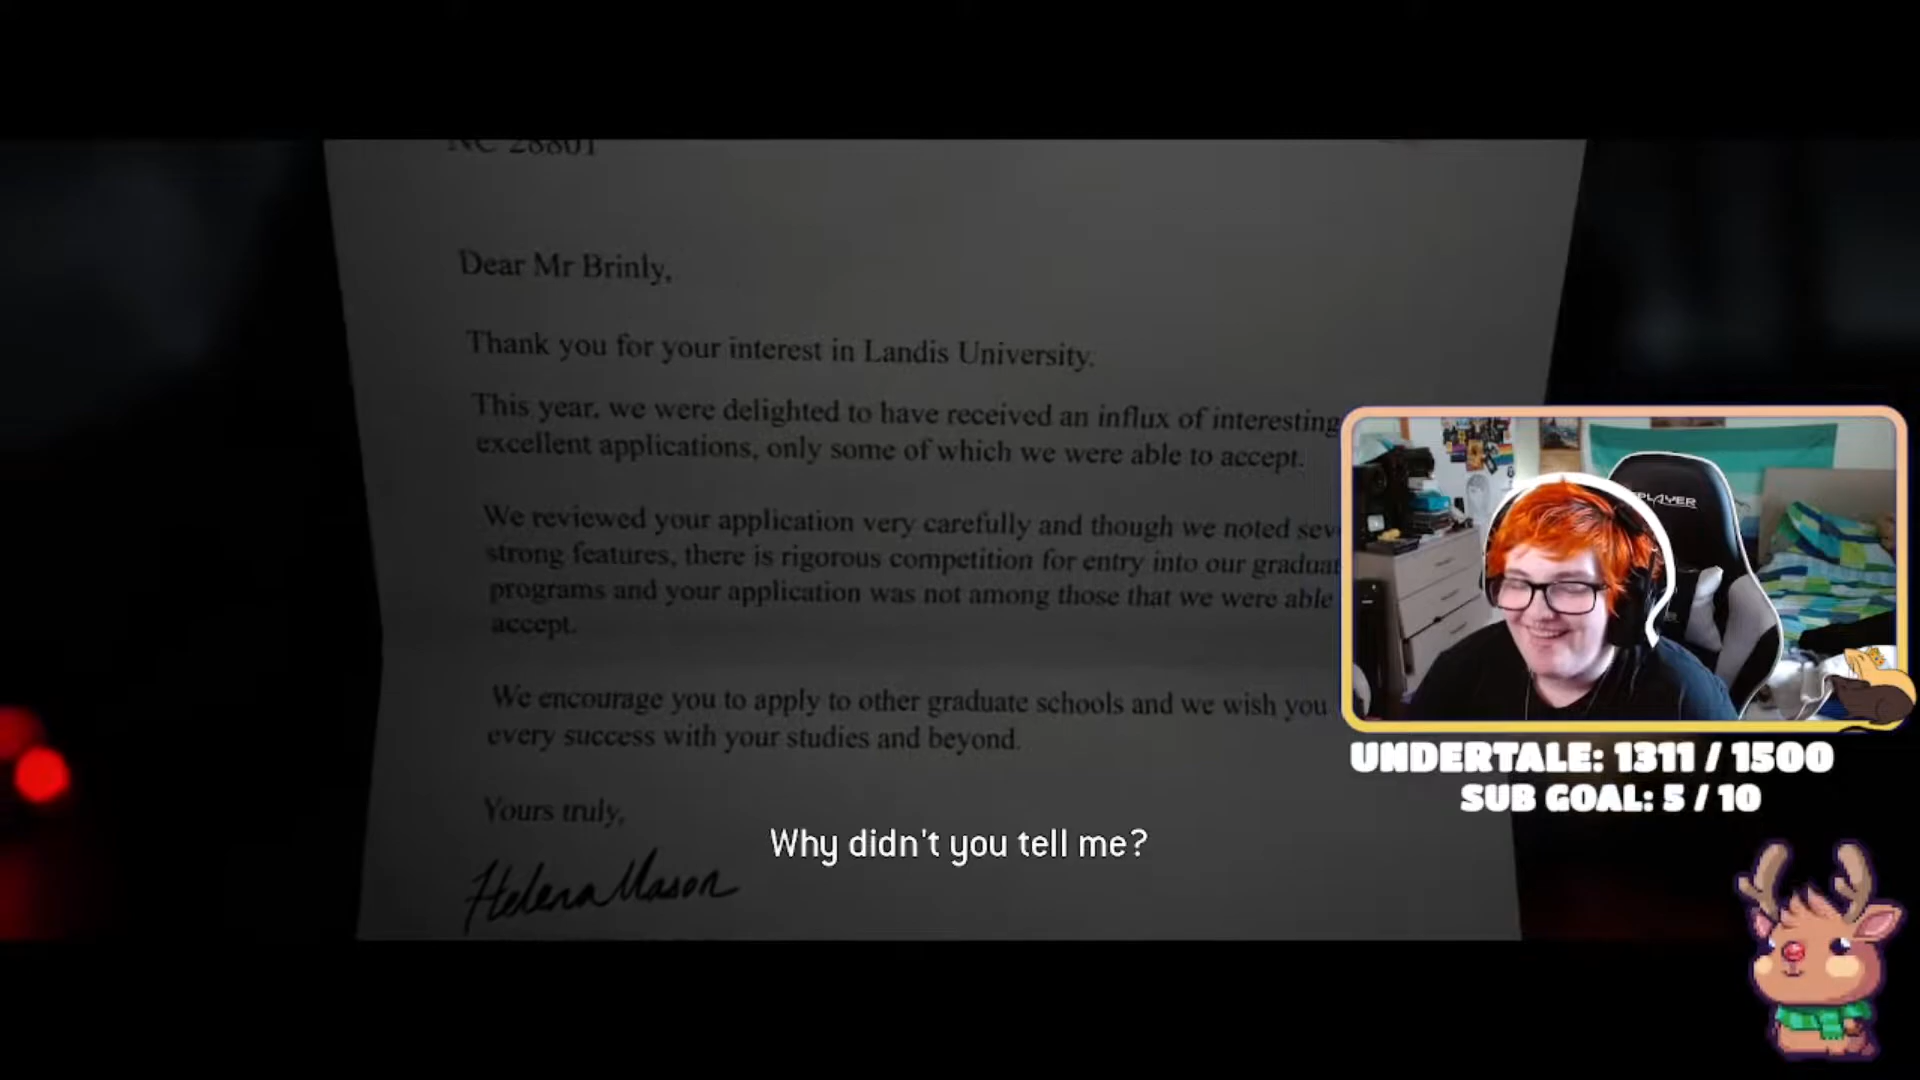 NC 28801
Dear Mr Brinly,
Thank you for your interest in Landis University.
This year, we were delighted to have received an influx of interesting
excellent applications, only some of which we were able to accept.
We reviewed your application very carefully and though we noted
strong features, there is rigorous competition for entry into our
programs and your application was not among those that we were able
accept.
We encourage you to apply to other graduate schools and we wish you
every success with your studies and beyond.
Yours truly,
Helena Mason
Why didn't you tell me?
PLAYER
UNDERTALE: 1311 / 1500
SUB GOAL: 5 / 10